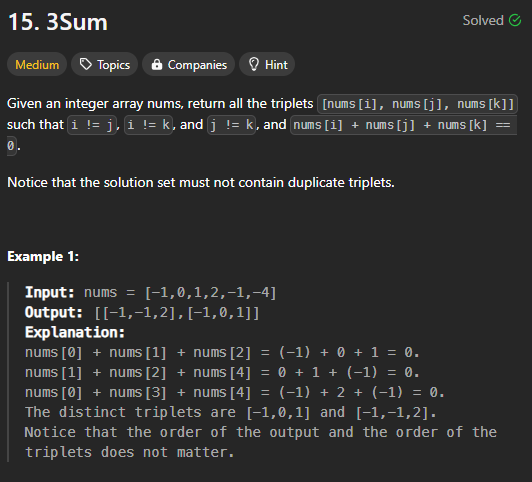 15. 3Sum
Solved
Medium
Topics
Companies
Hint
Given an integer array nums, return all the triplets [nums[i], nums[j], nums[k]]
such that i != j, i != k, and j != k, and nums[i] + nums[j] + nums[k] ==
0.
Notice that the solution set must not contain duplicate triplets.
Example 1:
Input: nums = [-1,0,1,2,-1,-4]
Output: [[-1,-1,2],[-1,0,1]]
Explanation:
nums[0] + nums[1] + nums[2] = (-1) + 0 + 1 = 0.
nums[1] + nums[2] + nums[4] = 0 + 1 + (-1) = 0.
nums[0] + nums[3] + nums[4] = (-1) + 2 + (-1) = 0.
The distinct triplets are [-1,0,1] and [-1,-1,2].
Notice that the order of the output and the order of the
triplets does not matter.